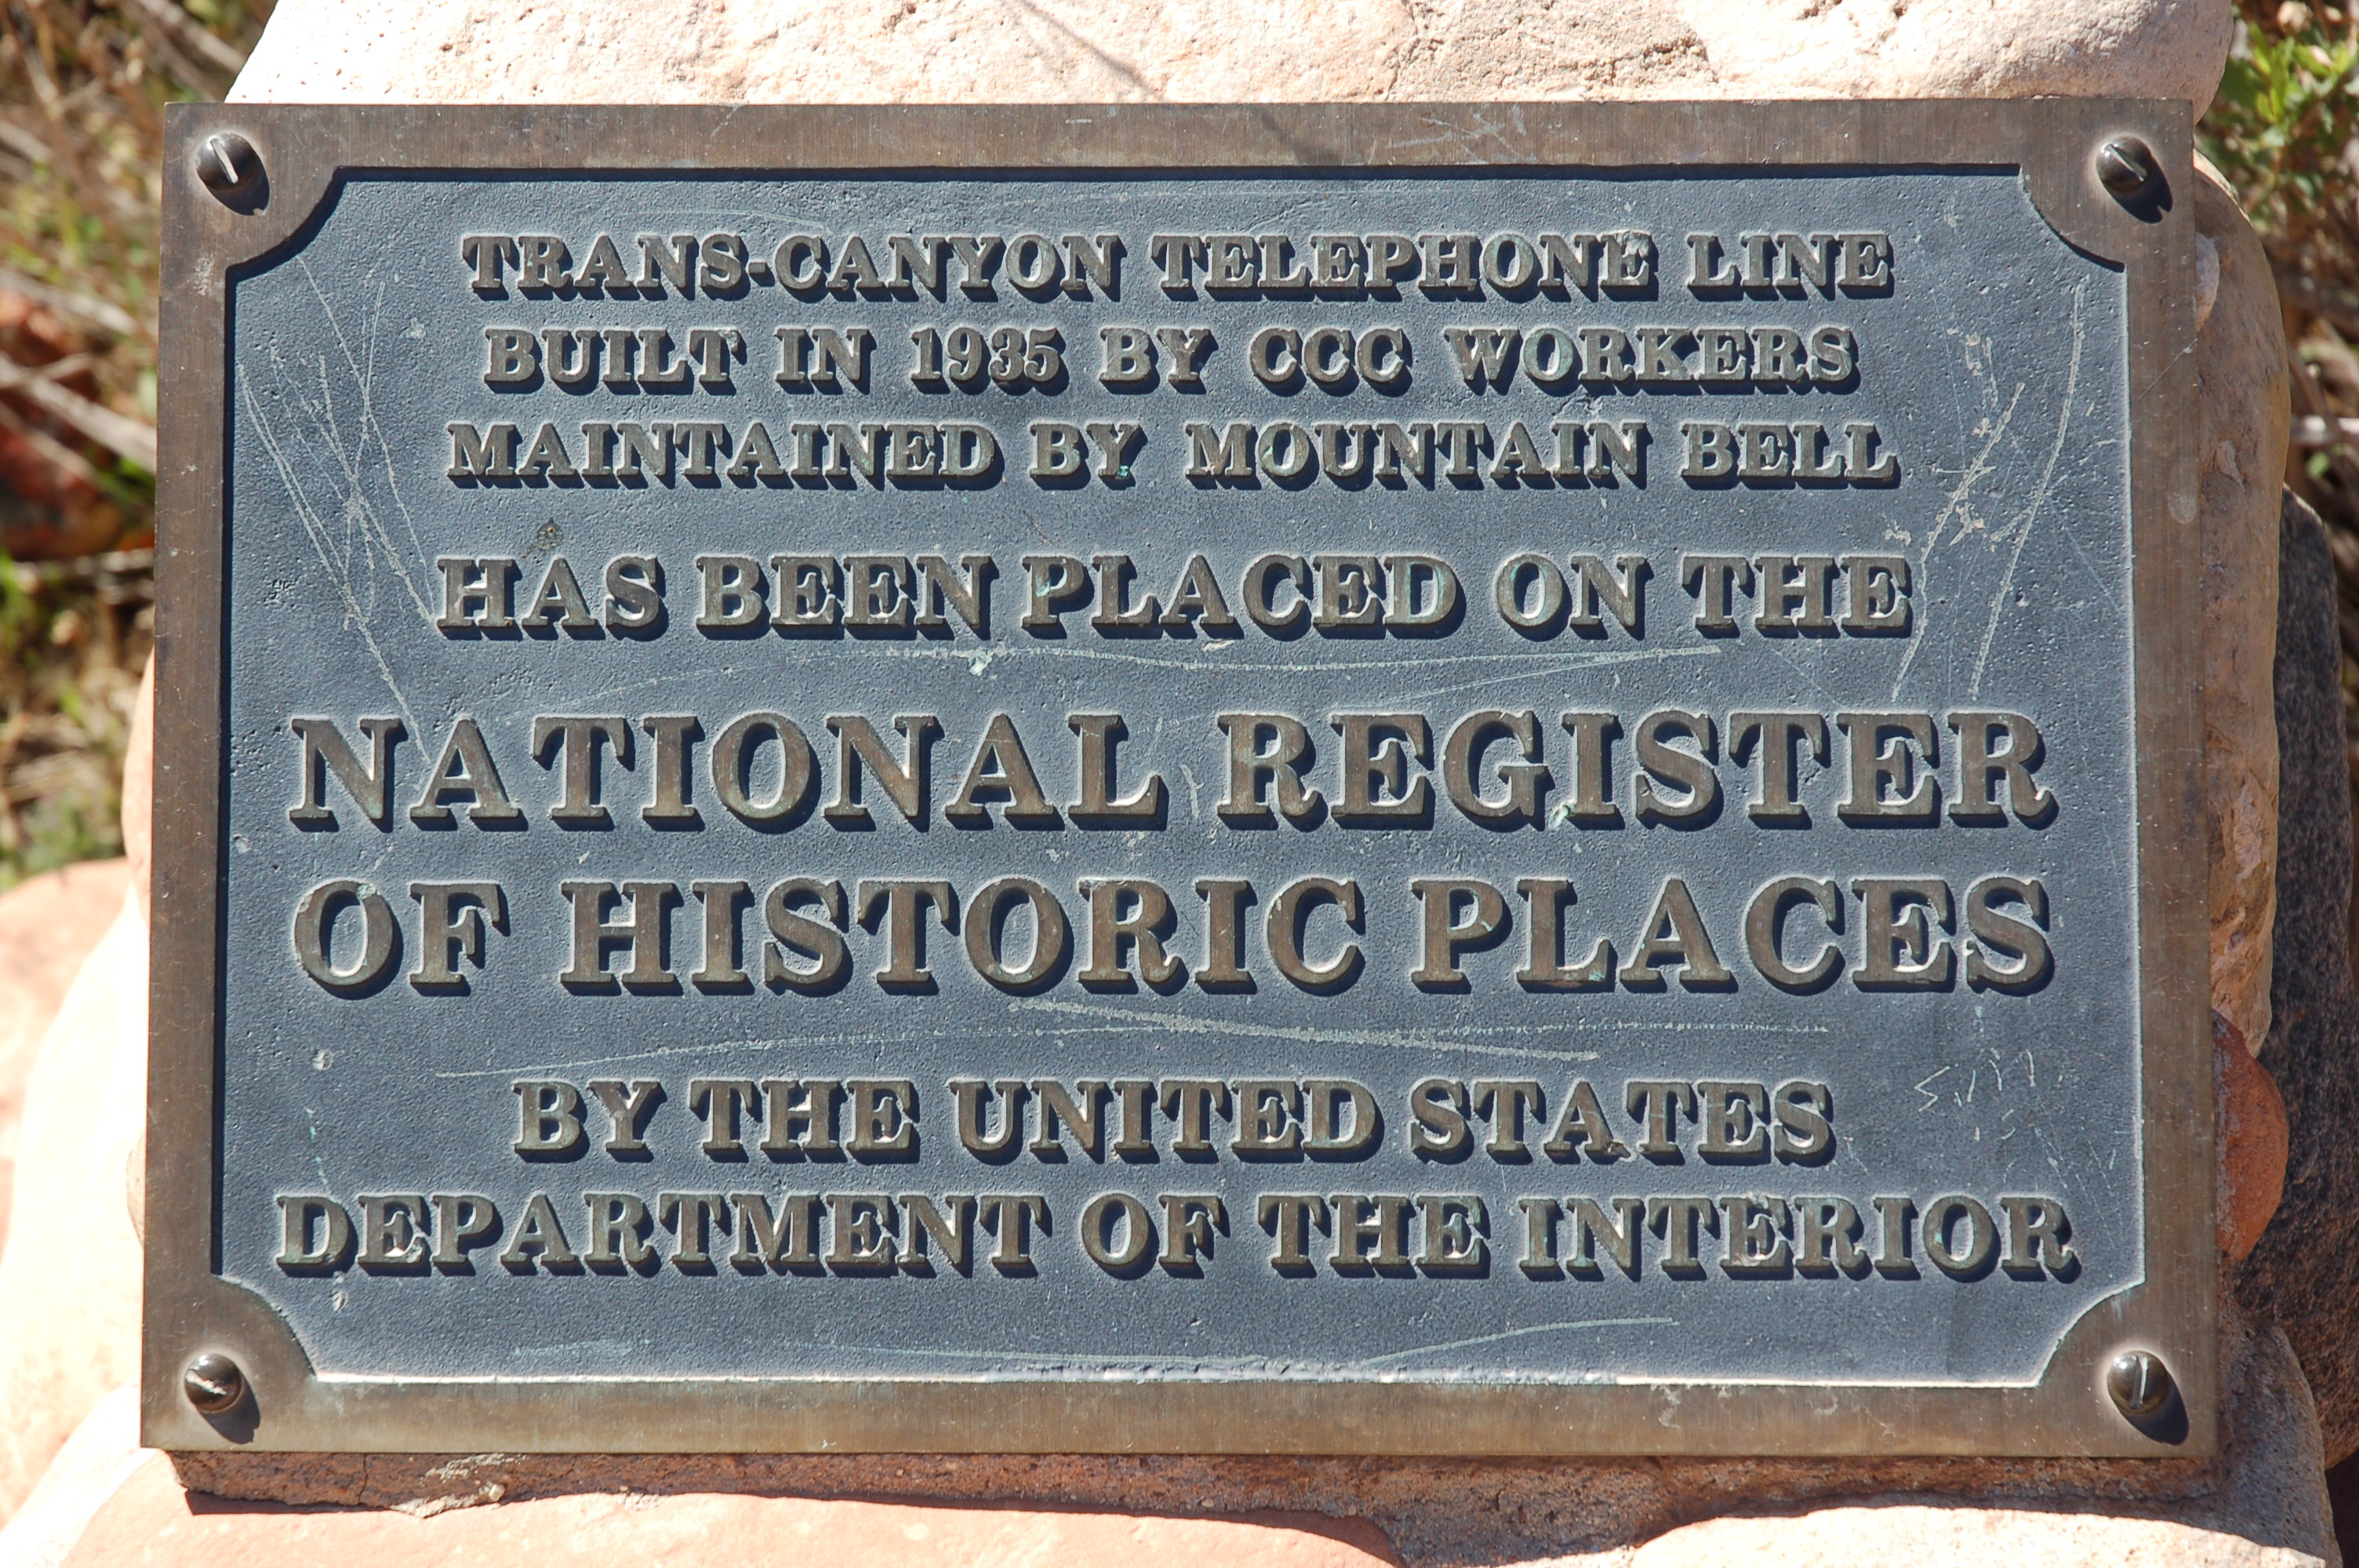 TRANS-CANYON TELEPHONE LINE
BUILT IN 1935 BY CCC WORKERS
MAINTAINED BY MOUNTAIN BELL
HAS BEEN PLACED ON THE
NATIONAL REGISTER
OF HISTORIC PLACES
BY THE UNITED STATES
DEPARTMENT OF THE INTERIOR